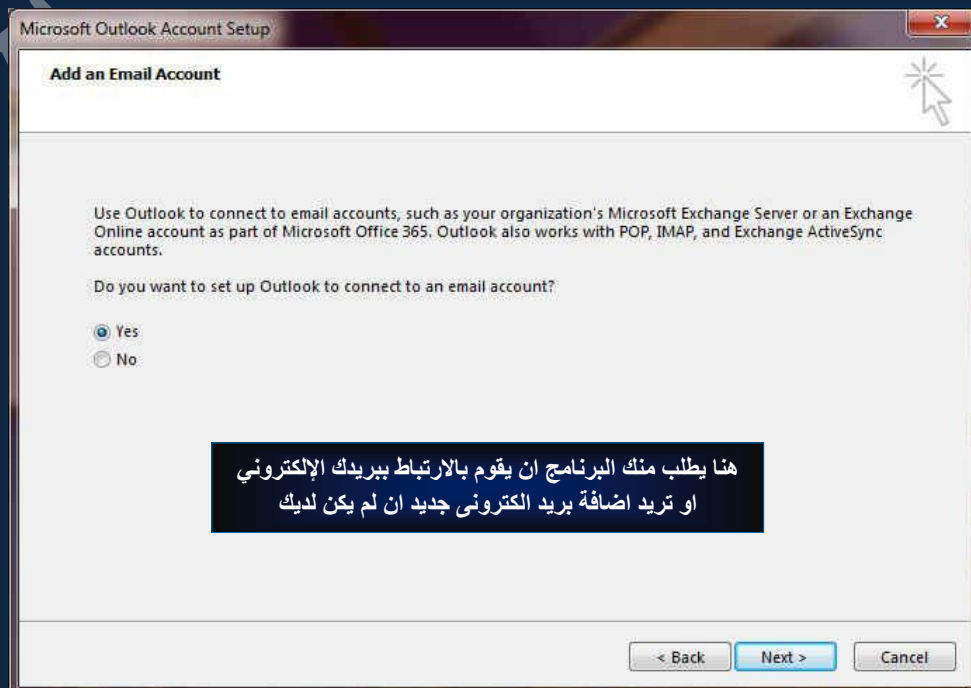 Microsoft Outlook Account Setup
Add an Email Account
Use Outlook to connect to email accounts, such as your organization's Microsoft Exchange Server or an Exchange
Online account as part of Microsoft Office 365. Outlook also works with POP, IMAP, and Exchange ActiveSync
accounts.
Do you want to set up Outlook to connect to an email account?
Yes
No
هنا يطلب منك البرنامج ان يقوم بالارتباط ببريدك الإلكتروني
او تريد اضافة بريد الكترونى جديد ان لم يكن لديك
< Back
Next >
Cancel